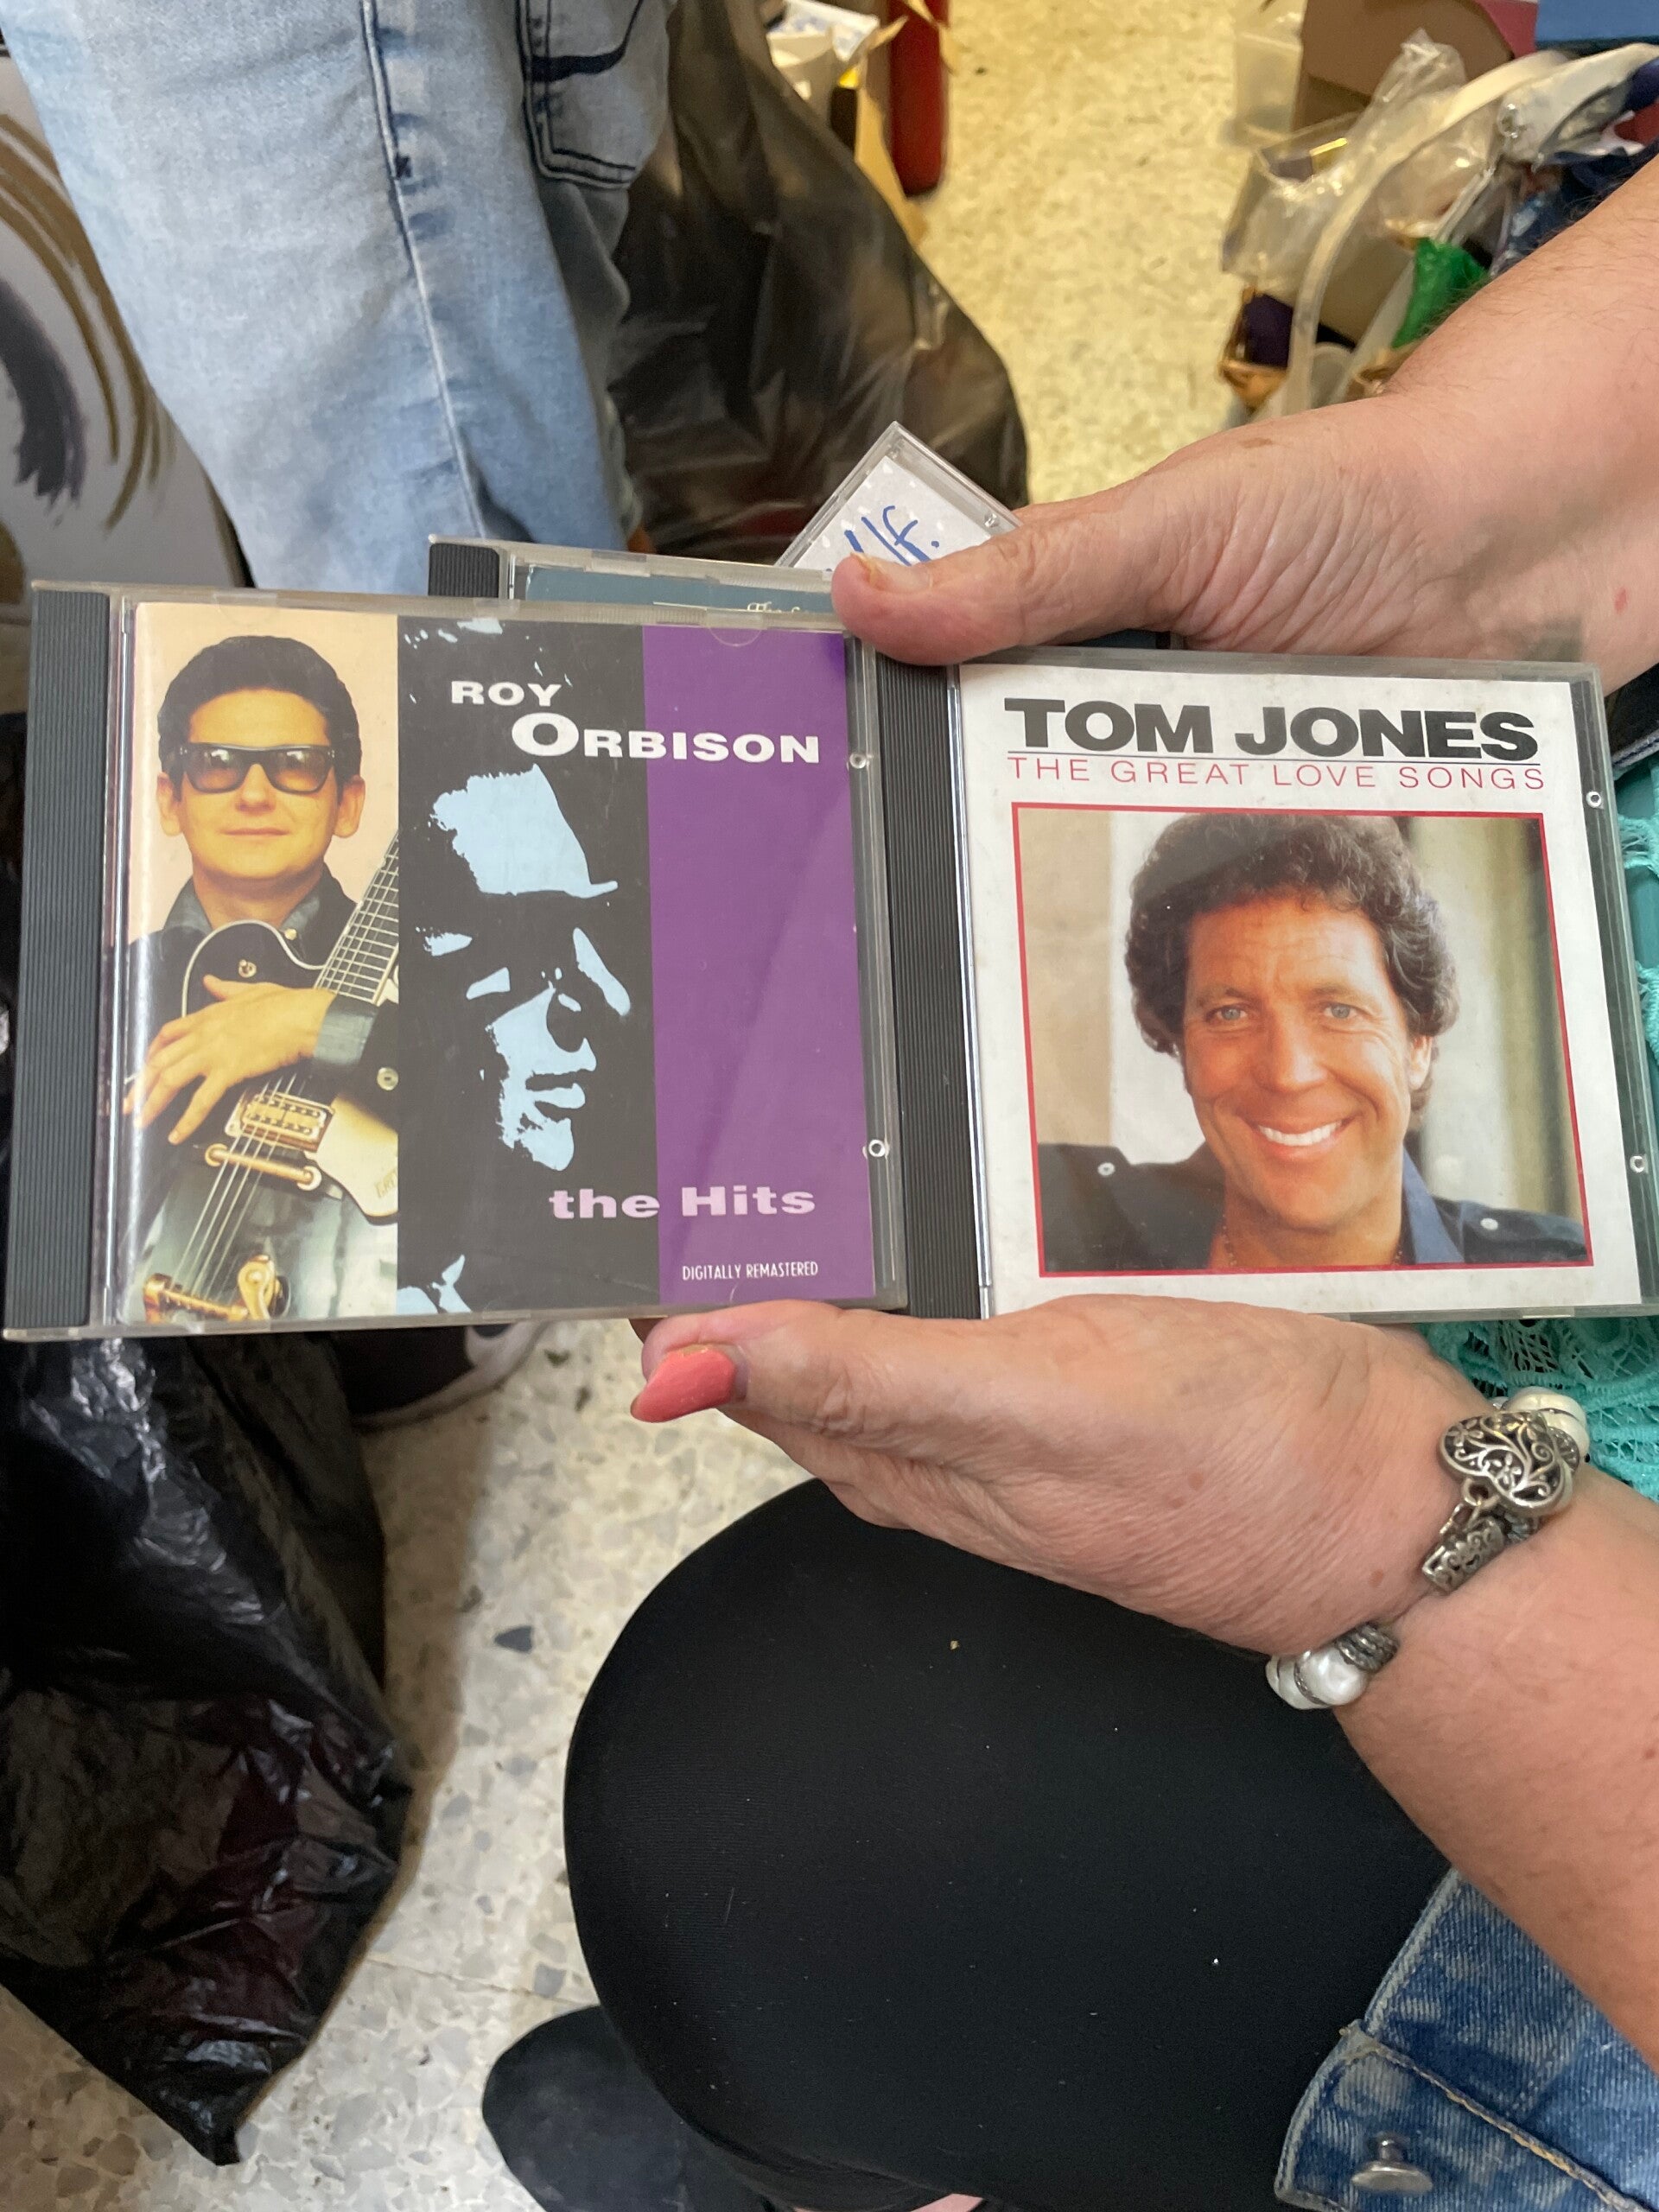 ROY
ORBISON
the Hits
DIGITALLY REMASTERED
TOM JONES
THE GREAT LOVE SONGS